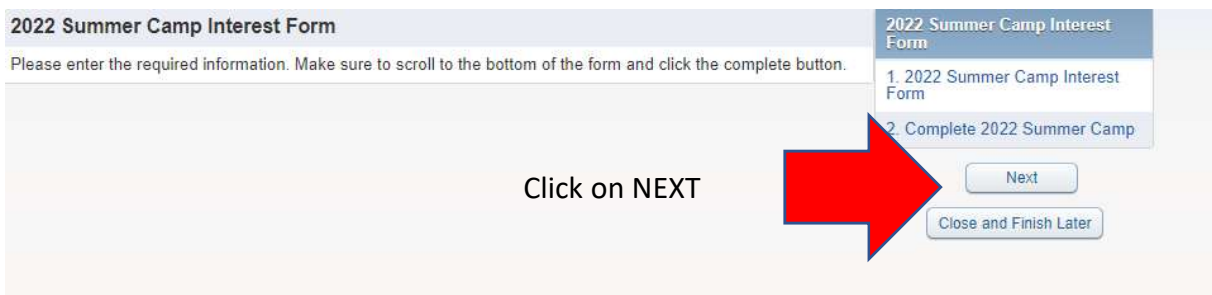 2022 Summer Camp Interest Form
Please enter the required information. Make sure to scroll to the bottom of the form and click the complete button.
2022 Summer Camp Interest
Form
1. 2022 Summer Camp Interest
Form
2. Complete 2022 Summer Camp
Click on NEXT
Next
Close and Finish Later